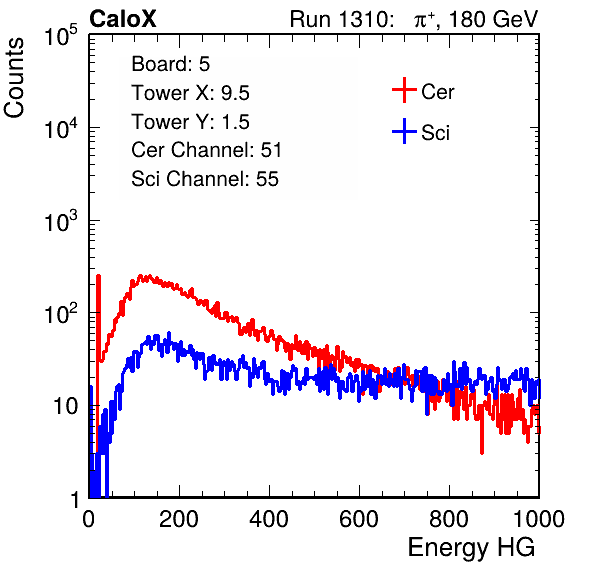 CaloX Run 1310: π⁺, 180 GeV
Board: 5
Tower X: 9.5
Tower Y: 1.5
Cer Channel: 51
Sci Channel: 55
Cer
Sci
Counts
10⁵
10⁴
10³
10²
10
1
0 200 400 600 800 1000
Energy HG